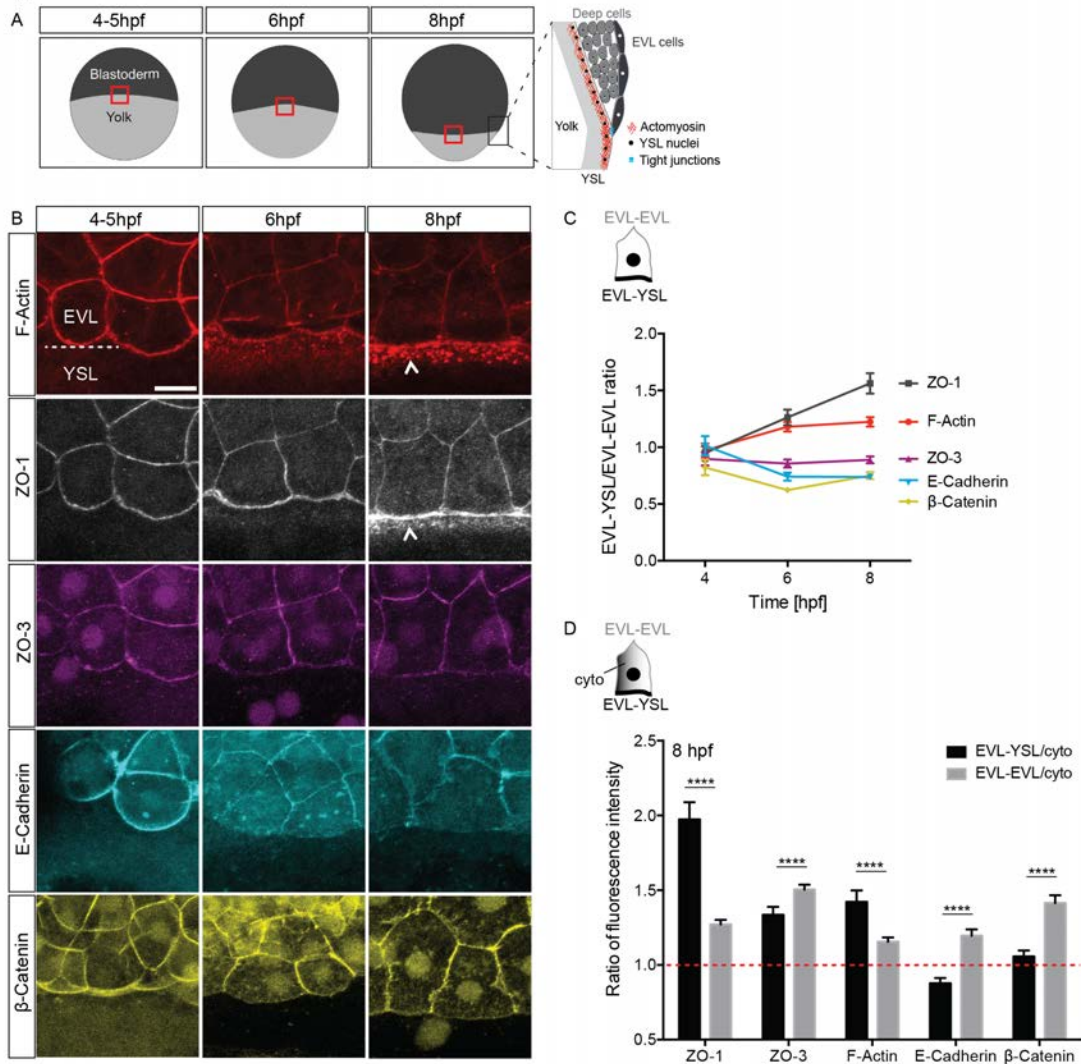 A
4-5hpf
6hpf
8hpf
Blastoderm
Yolk
Deep cells
EVL cells
Yolk
Actomyosin
YSL nuclei
Tight junctions
YSL
B
4-5hpf
6hpf
8hpf
F-Actin
EVL
YSL
ZO-1
ZO-3
E-Cadherin
β-Catenin
C
EVL-EVL
EVL-YSL
EVL-YSL/EVL-EVL ratio
2.0
1.5
1.0
0.5
0.0
4
6
8
Time [hpf]
ZO-1
F-Actin
ZO-3
E-Cadherin
β-Catenin
D
EVL-EVL
cyto
EVL-YSL
8 hpf
EVL-YSL/cyto
EVL-EVL/cyto
Ratio of fluorescence intensity
2.5
2.0
1.5
1.0
0.5
****
****
****
****
****
ZO-1
ZO-3
F-Actin
E-Cadherin
β-Catenin